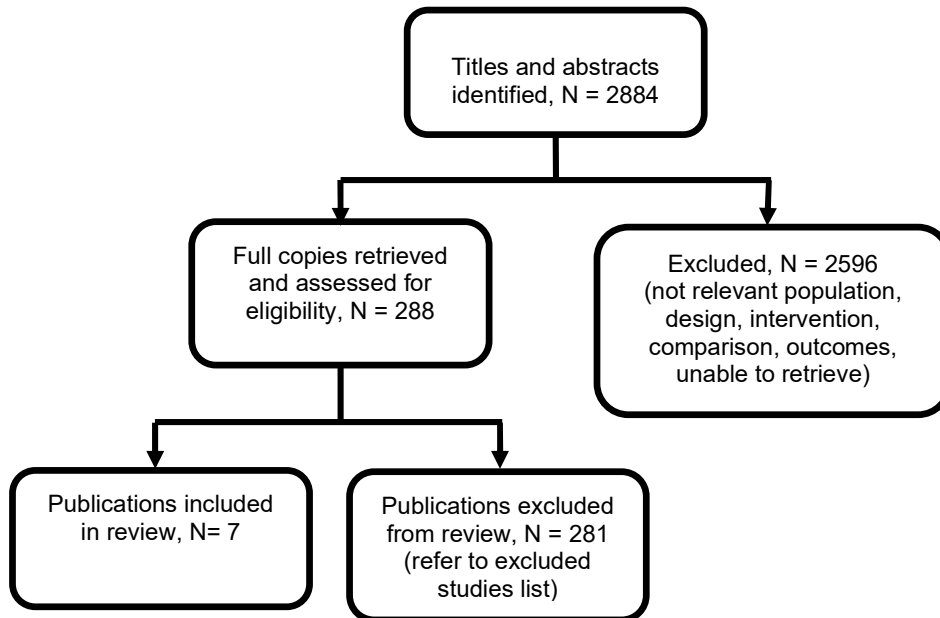 Titles and abstracts
identified, N = 2884
Full copies retrieved
and assessed for
eligibility, N = 288
Excluded, N = 2596
(not relevant population,
design, intervention,
comparison, outcomes,
unable to retrieve)
Publications included
in review, N= 7
Publications excluded
from review, N = 281
(refer to excluded
studies list)